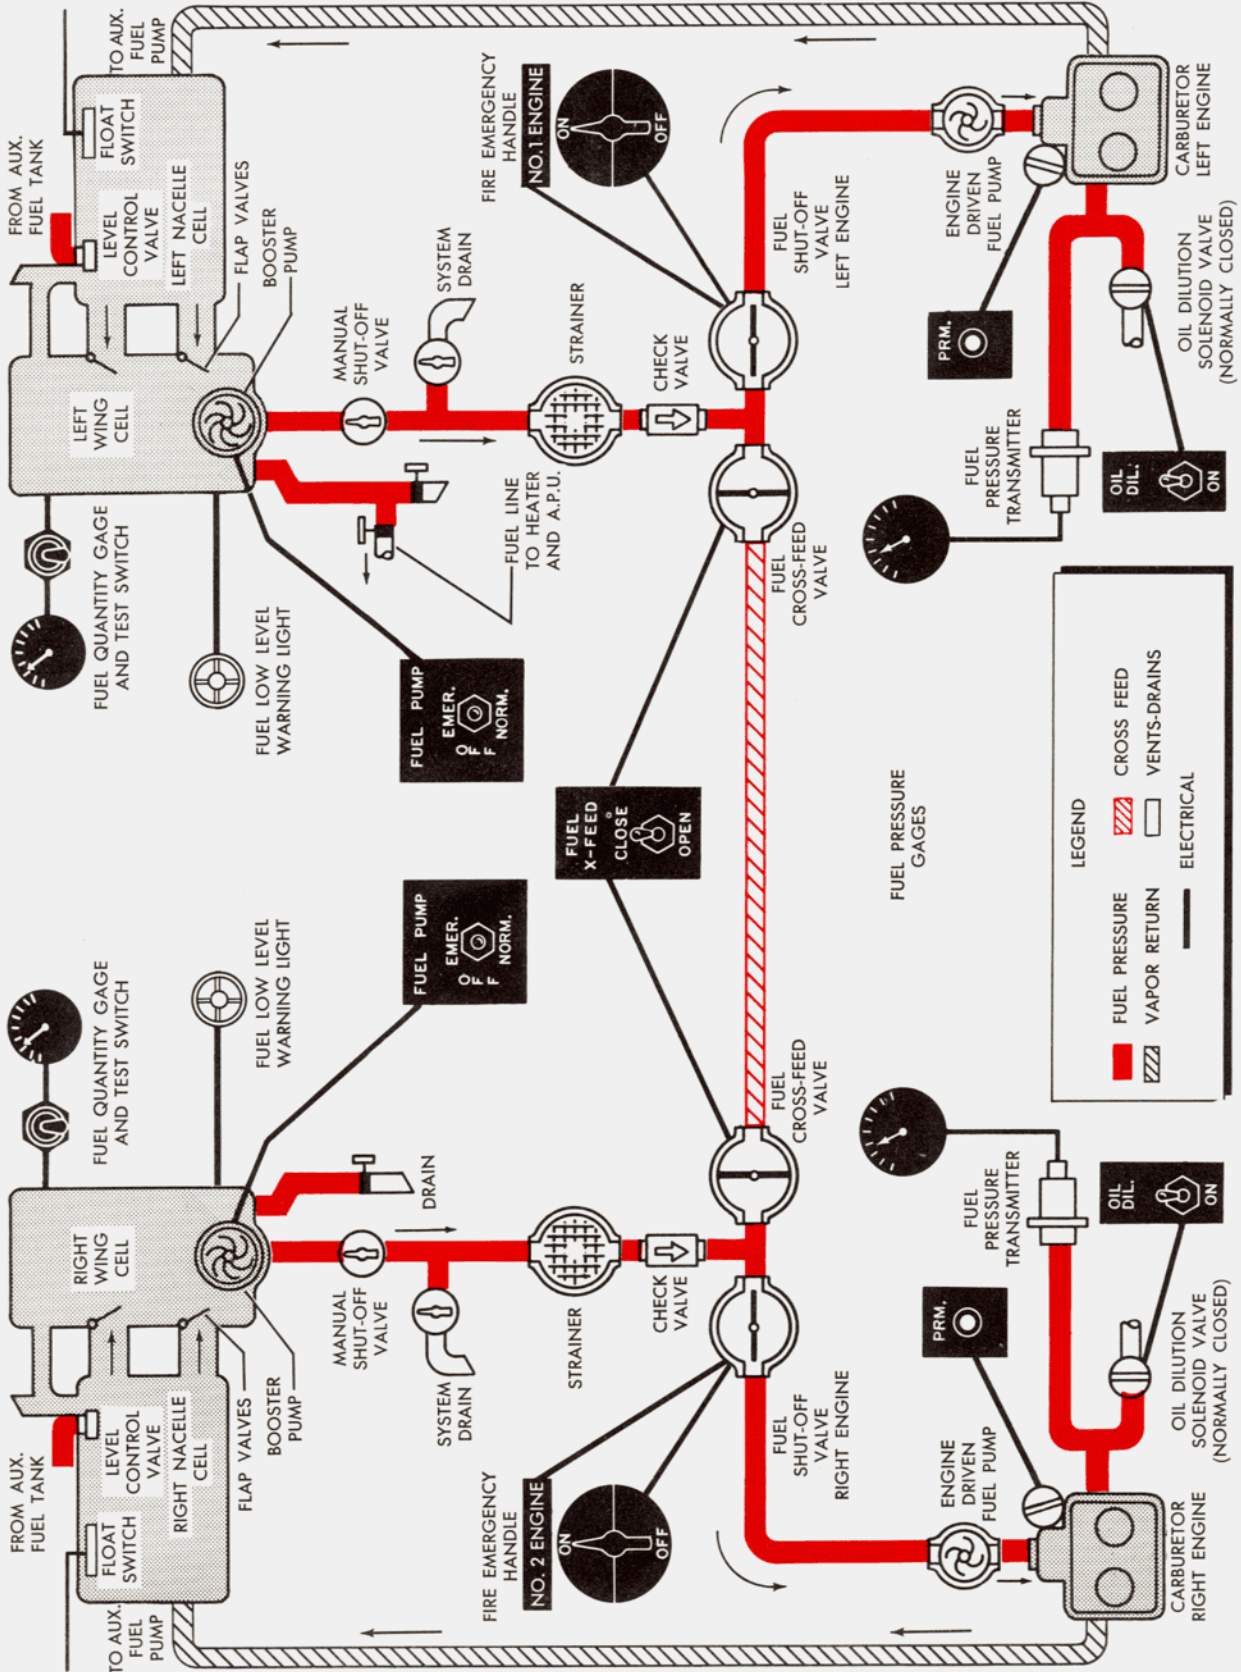 FROM AUX.
FUEL TANK
FUEL QUANTITY GAGE
AND TEST SWITCH
FUEL QUANTITY GAGE
AND TEST SWITCH
FROM AUX.
FUEL TANK
TO AUX.
FUEL
PUMP
FLOAT
SWITCH
LEVEL
CONTROL
VALVE
RIGHT NACELLE
CELL
RIGHT
WING
CELL
LEFT
WING
CELL
LEVEL
CONTROL
VALVE
LEFT NACELLE
CELL
FLOAT
SWITCH
TO AUX.
FUEL
PUMP
FLAP VALVES
BOOSTER
PUMP
FUEL LOW LEVEL
WARNING LIGHT
FUEL LOW LEVEL
WARNING LIGHT
FLAP VALVES
BOOSTER
PUMP
MANUAL
SHUT-OFF
VALVE
SYSTEM
DRAIN
DRAIN
FUEL PUMP
EMER.
OFF
NORM.
FUEL PUMP
EMER.
OFF
NORM.
FUEL LINE
TO HEATER
AND A.P.U.
MANUAL
SHUT-OFF
VALVE
SYSTEM
DRAIN
FIRE EMERGENCY
HANDLE
NO. 2 ENGINE
ON
OFF
STRAINER
CHECK
VALVE
FUEL
X-FEED
CLOSE
OPEN
STRAINER
CHECK
VALVE
FIRE EMERGENCY
HANDLE
NO.1 ENGINE
ON
OFF
FUEL
SHUT-OFF
VALVE
RIGHT ENGINE
FUEL
CROSS-FEED
VALVE
FUEL
CROSS-FEED
VALVE
FUEL
SHUT-OFF
VALVE
LEFT ENGINE
ENGINE
DRIVEN
FUEL PUMP
PRM.
FUEL
PRESSURE
TRANSMITTER
FUEL PRESSURE
GAGES
FUEL
PRESSURE
TRANSMITTER
PRM.
ENGINE
DRIVEN
FUEL PUMP
OIL
DIL.
ON
LEGEND
FUEL PRESSURE
CROSS FEED
VAPOR RETURN
VENTS-DRAINS
ELECTRICAL
OIL
DIL.
ON
CARBURETOR
RIGHT ENGINE
OIL DILUTION
SOLENOID VALVE
(NORMALLY CLOSED)
OIL DILUTION
SOLENOID VALVE
(NORMALLY CLOSED)
CARBURETOR
LEFT ENGINE